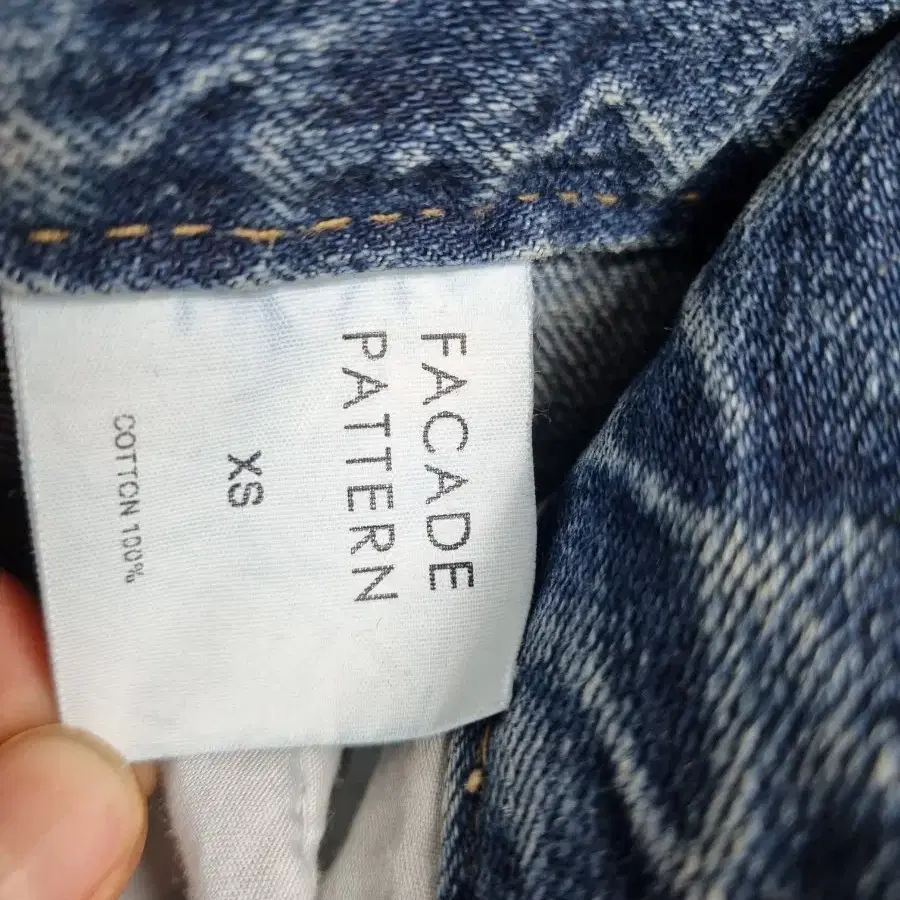 FACADE
PATTERN
XS
COTTON 100%